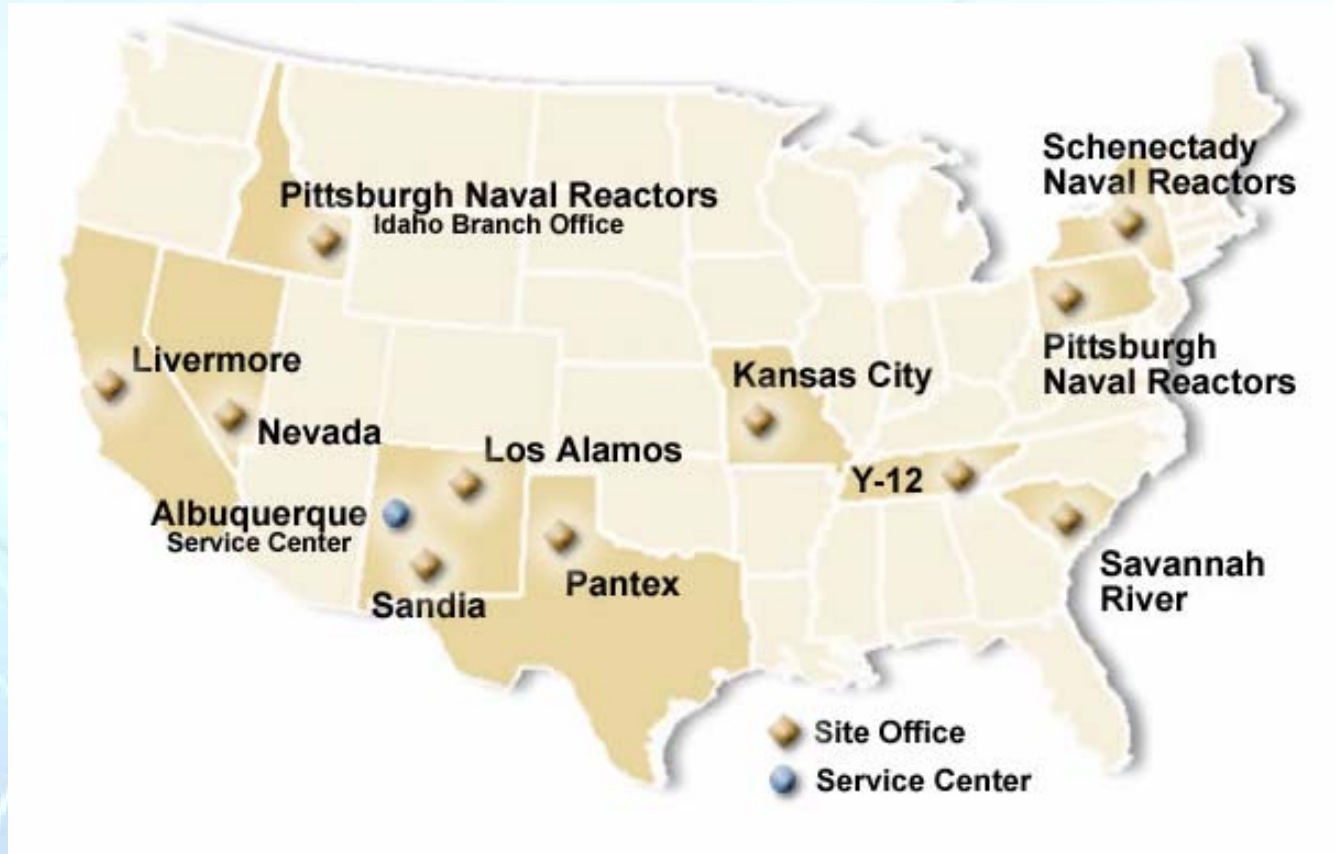 Schenectady
Naval Reactors
Pittsburgh Naval Reactors
Idaho Branch Office
Pittsburgh
Naval Reactors
Livermore
Kansas City
Nevada
Los Alamos
Y-12
Albuquerque
Service Center
Savannah
River
Pantex
Sandia
Site Office
Service Center